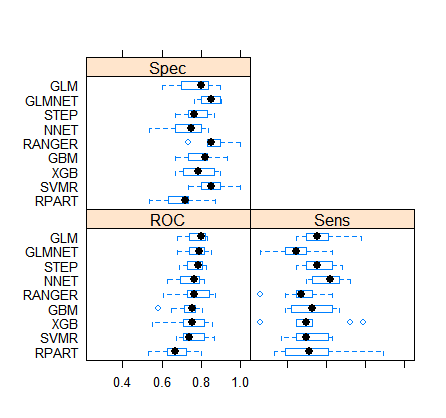 Spec
GLM
GLMNET
STEP
NNET
RANGER
GBM
XGB
SVMR
RPART
ROC Sens
GLM
GLMNET
STEP
NNET
RANGER
GBM
XGB
SVMR
RPART
0.4 0.6 0.8 1.0